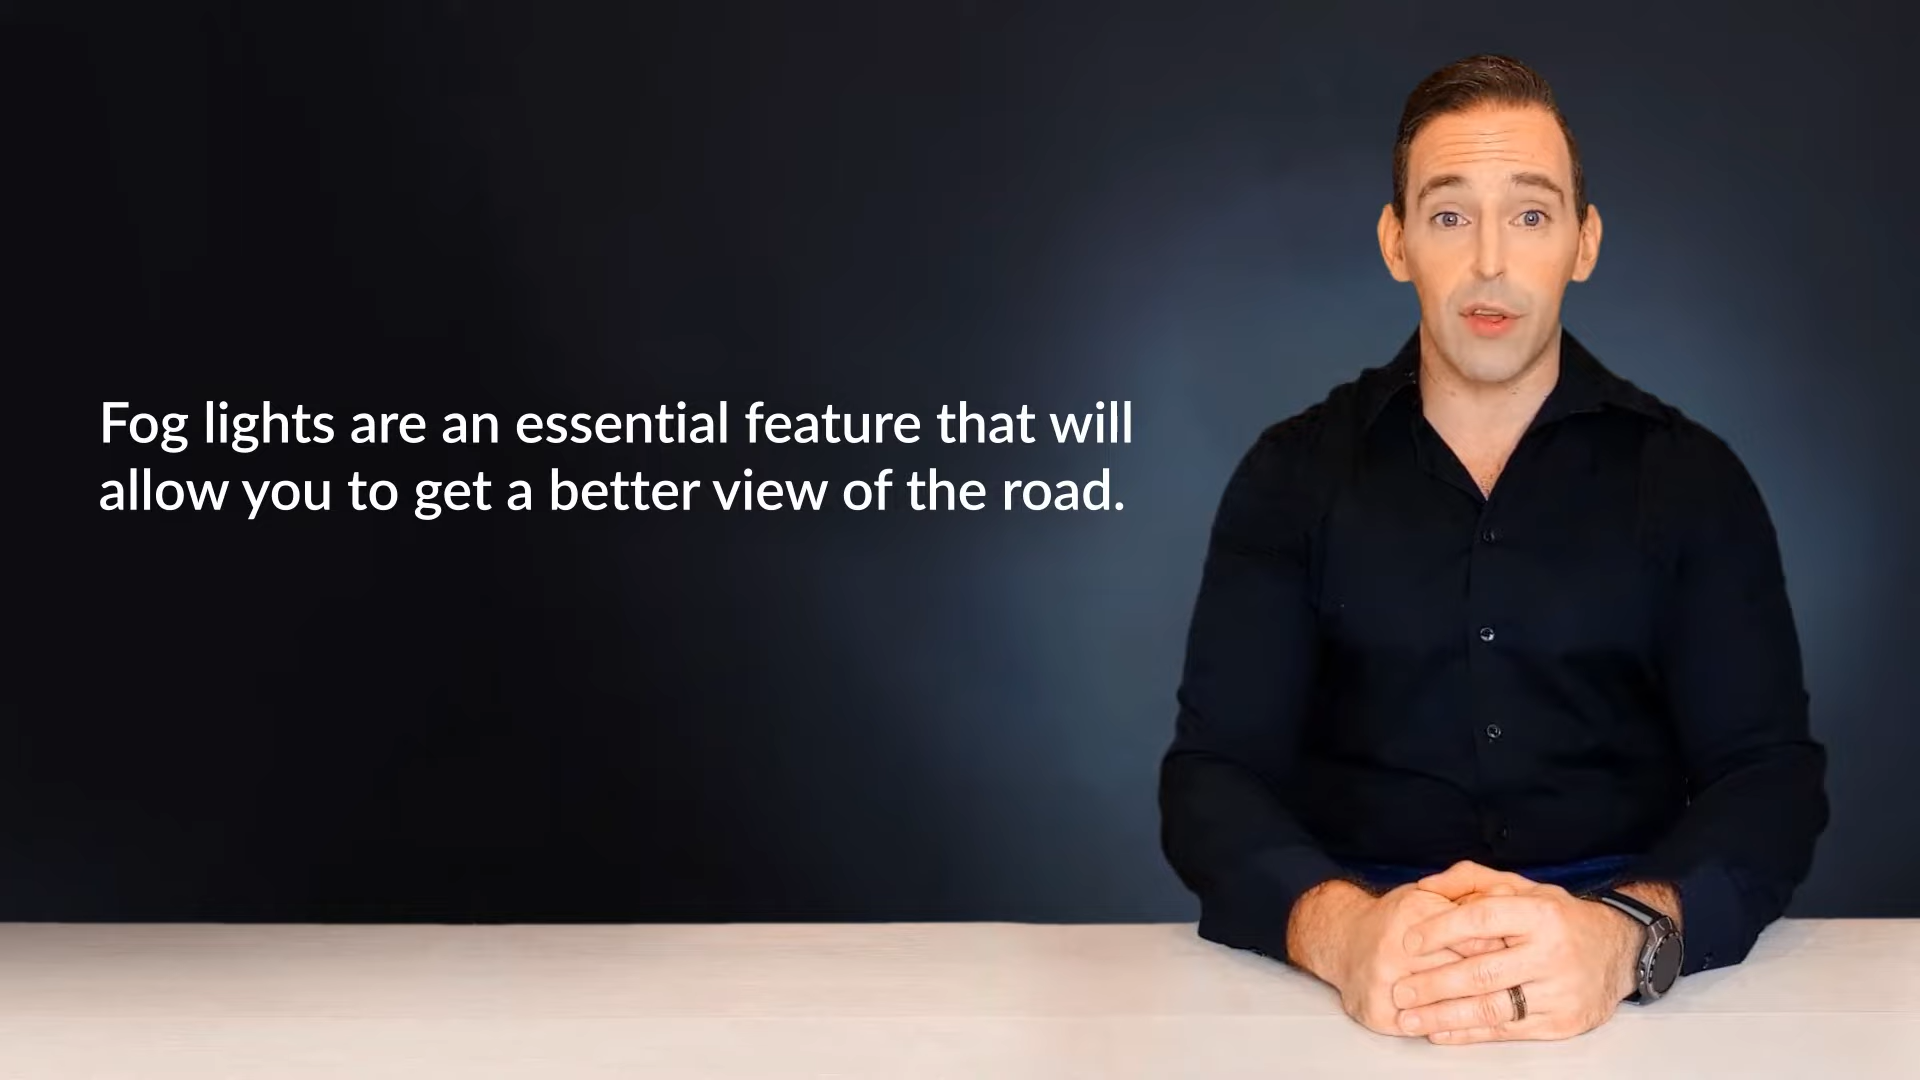 Fog lights are an essential feature that will
allow you to get a better view of the road.